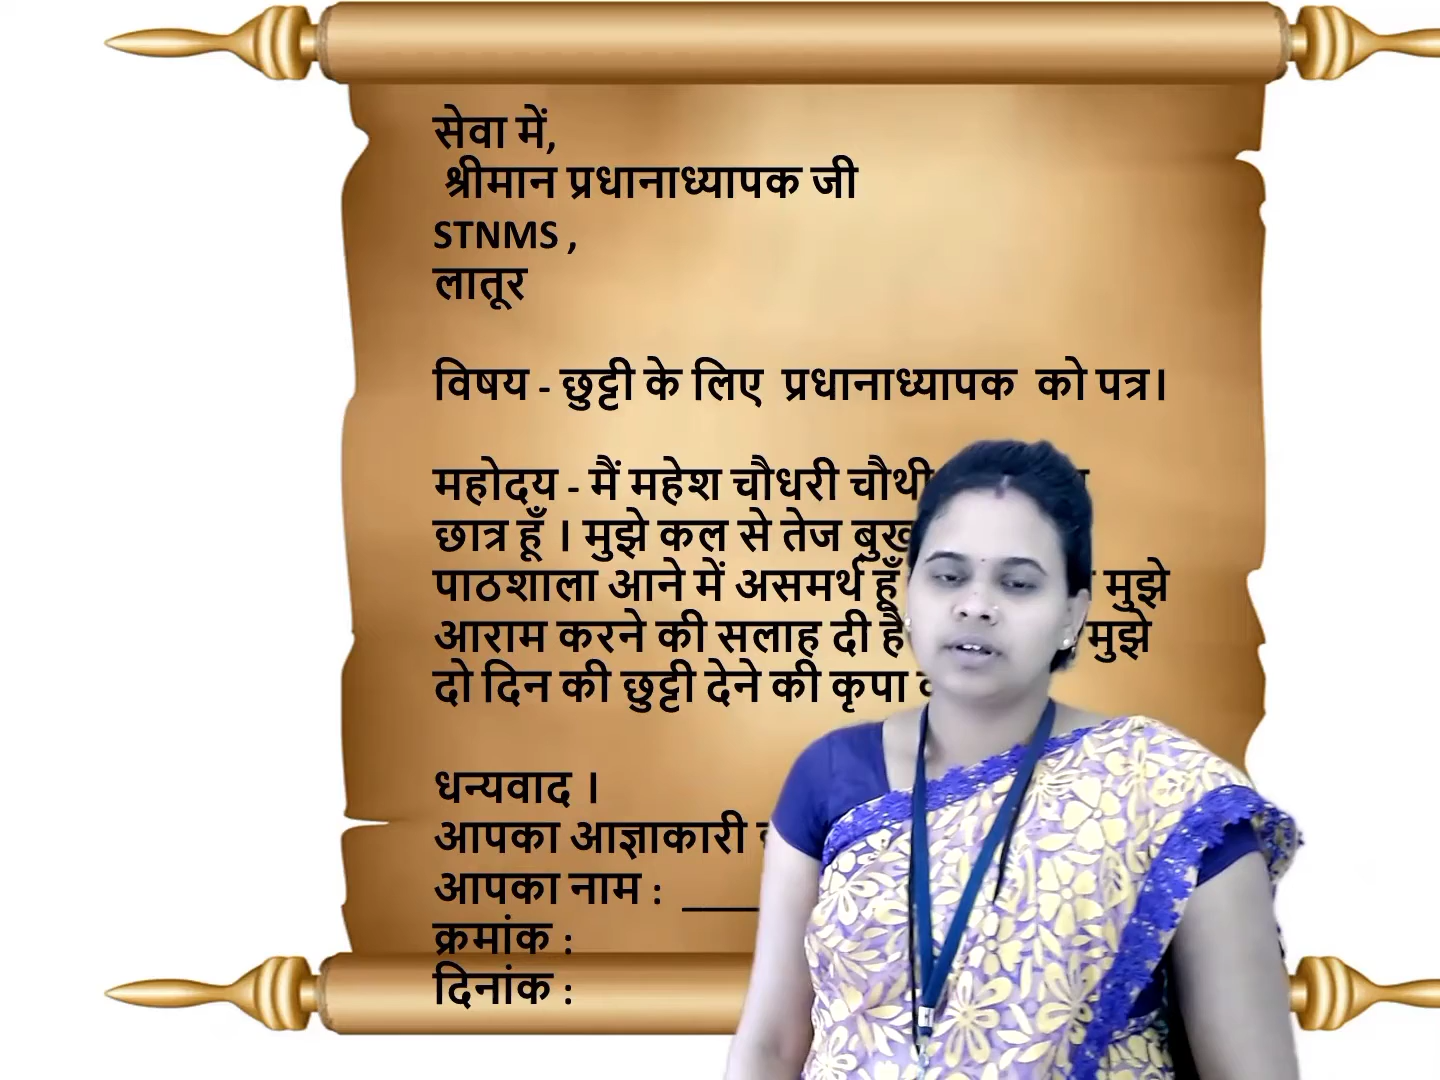 सेवा में,
श्रीमान प्रधानाध्यापक जी
STNMS ,
लातूर
विषय - छुट्टी के लिए प्रधानाध्यापक को पत्र।
महोदय - मैं महेश चौधरी चौथी
छात्र हूँ । मुझे कल से तेज
पाठशाला आने में असमर्थ हूँ मुझे
आराम करने की सलाह दी है मुझे
दो दिन की छुट्टी देने की कृपा
धन्यवाद ।
आपका आज्ञाकारी
आपका नाम : ____
क्रमांक :
दिनांक :